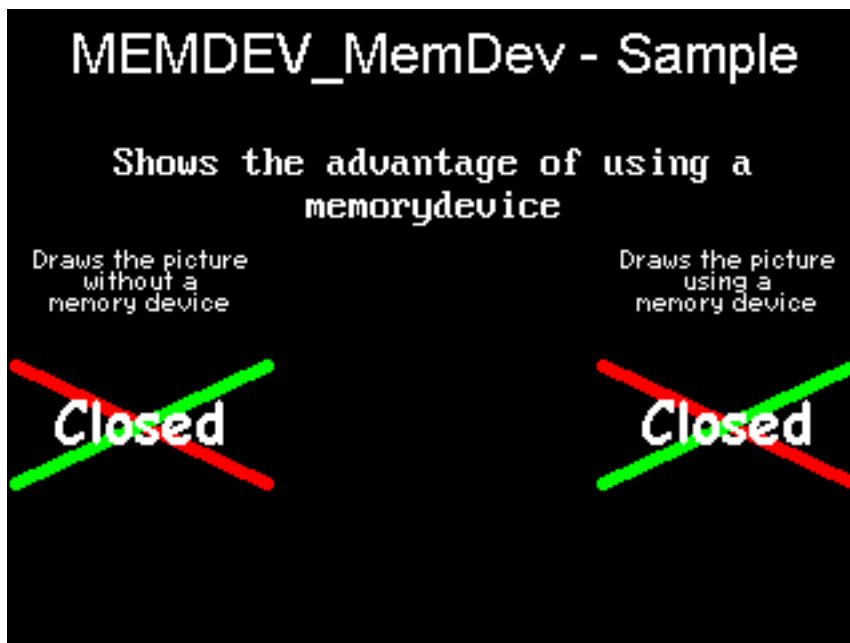 MEMDEV_MemDev - Sample
Shows the advantage of using a
memorydevice
Draws the picture
without a
memory device
Draws the picture
using a
memory device
Closed
Closed